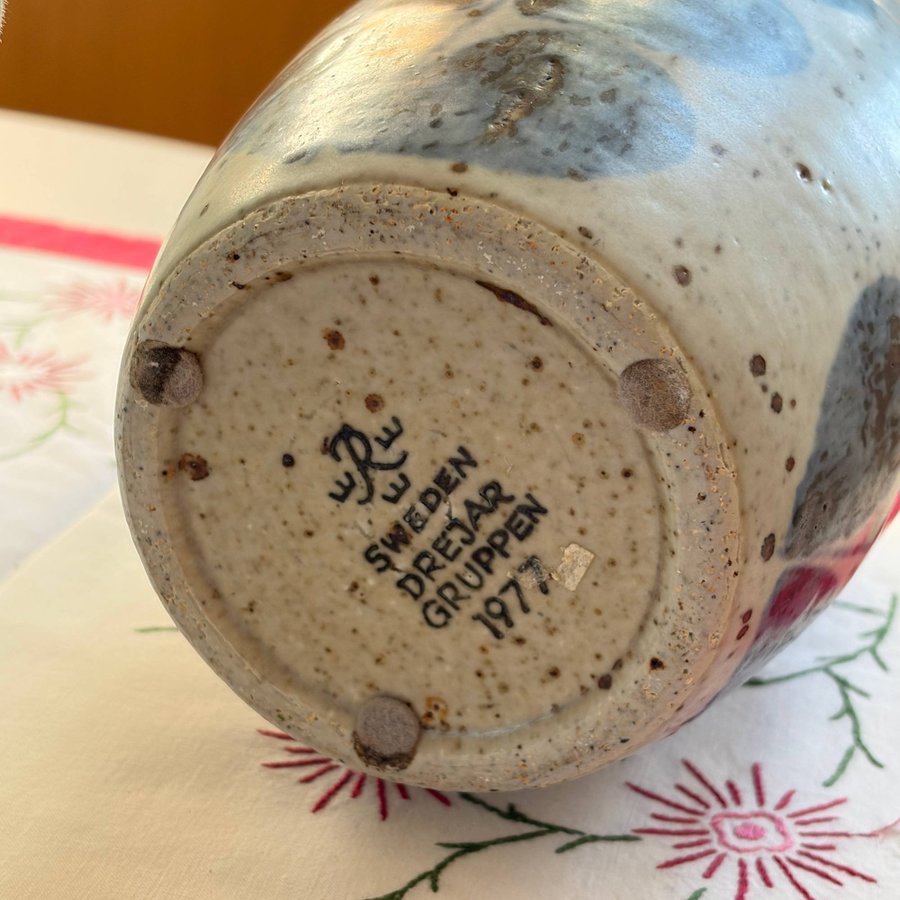 R
SWEDEN
DREJAR
GRUPPEN
1977